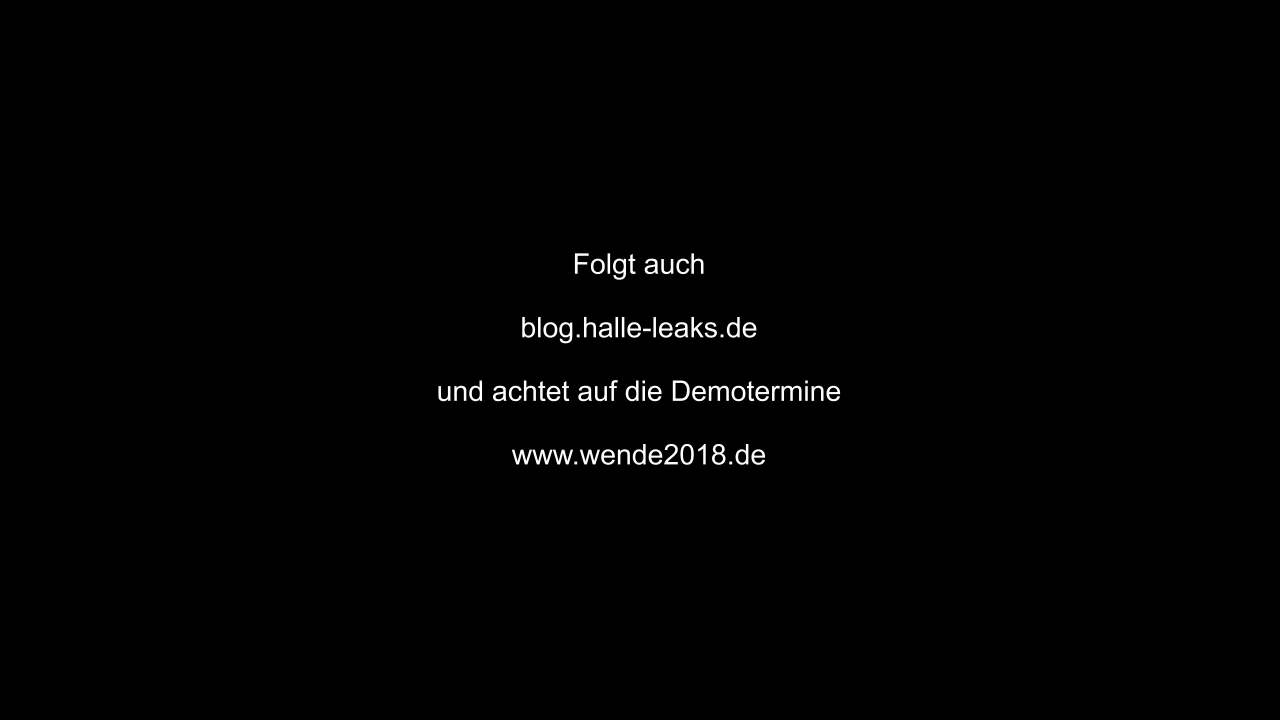 Folgt auch
blog.halle-leaks.de
und achtet auf die Demotermine
www.wende2018.de